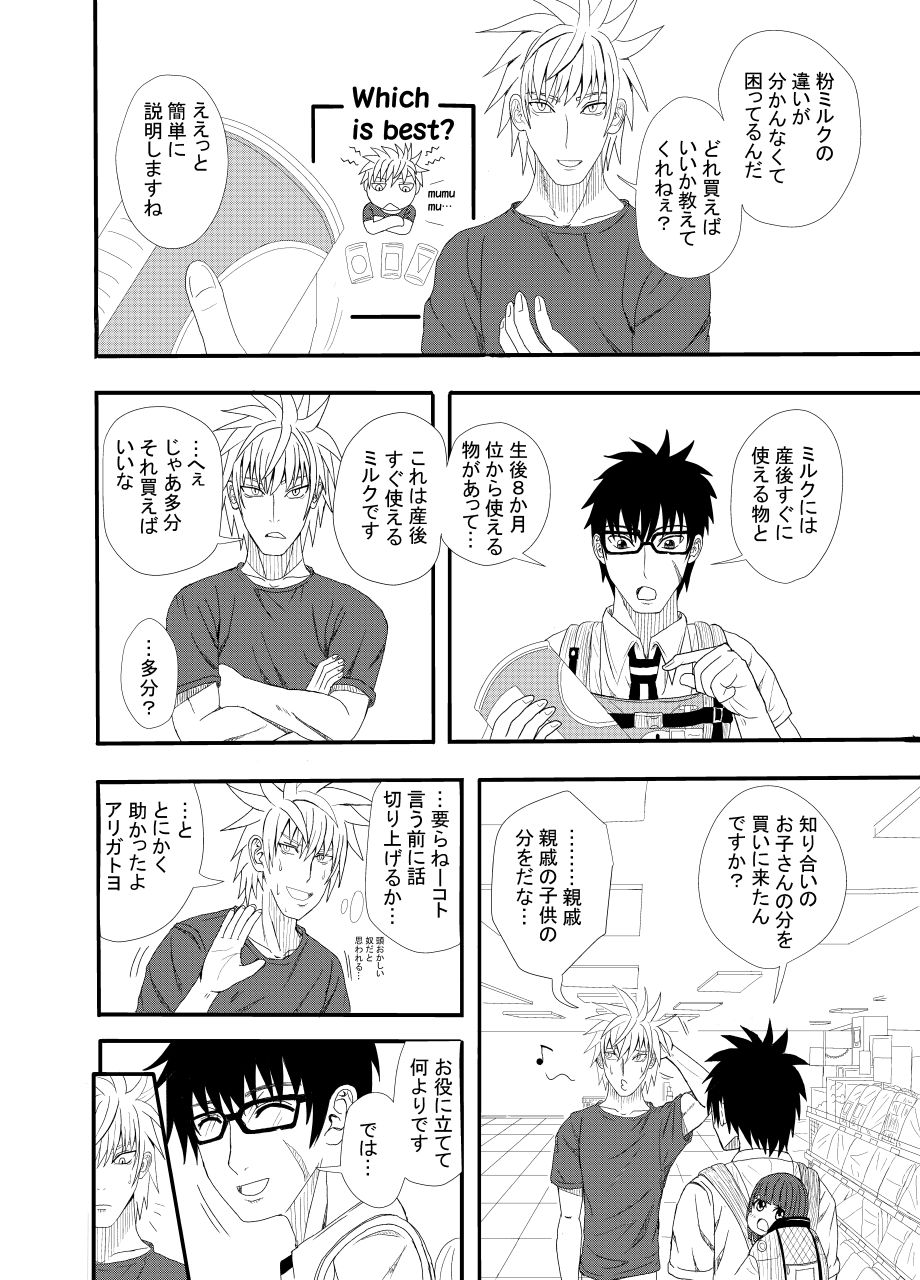 粉ミルクの
違いが
分かんなくて
困ってるんだ
どれ買えば
いいか教えて
くれねぇ?
Which
is best?
mumu
mu…
ええっと
簡単に
説明しますね
ミルクには
産後すぐに
使える物と
生後8か月
位から使える
物があって…
これは産後
すぐ使える
ミルクです
…へぇ
じゃあ多分
それ買えば
いいな
…多分?
知り合いの
お子さんの分を
買いに来たん
ですか?
………親戚
親戚の子供の
分をだな…
…要らねーコト
言う前に話
切り上げるか…
頭おかしい
奴だと
思われる…
…と
とにかく
助かったよ
アリガトヨ
お役に立てて
何よりです
では…